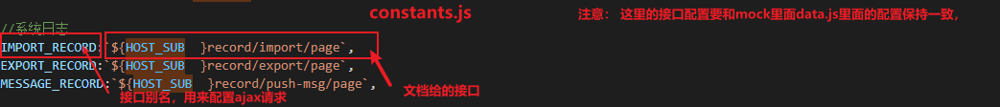 constants.js
注意： 这里的接口配置要和mock里面data.js里面的配置保持一致，
//系统日志
IMPORT_RECORD:`${HOST_SUB  }record/import/page`,
EXPORT_RECORD:`${HOST_SUB  }record/export/page`,
MESSAGE_RECORD:`${HOST_SUB  }record/push-msg/page`,
接口别名，用来配置ajax请求
文档给的接口